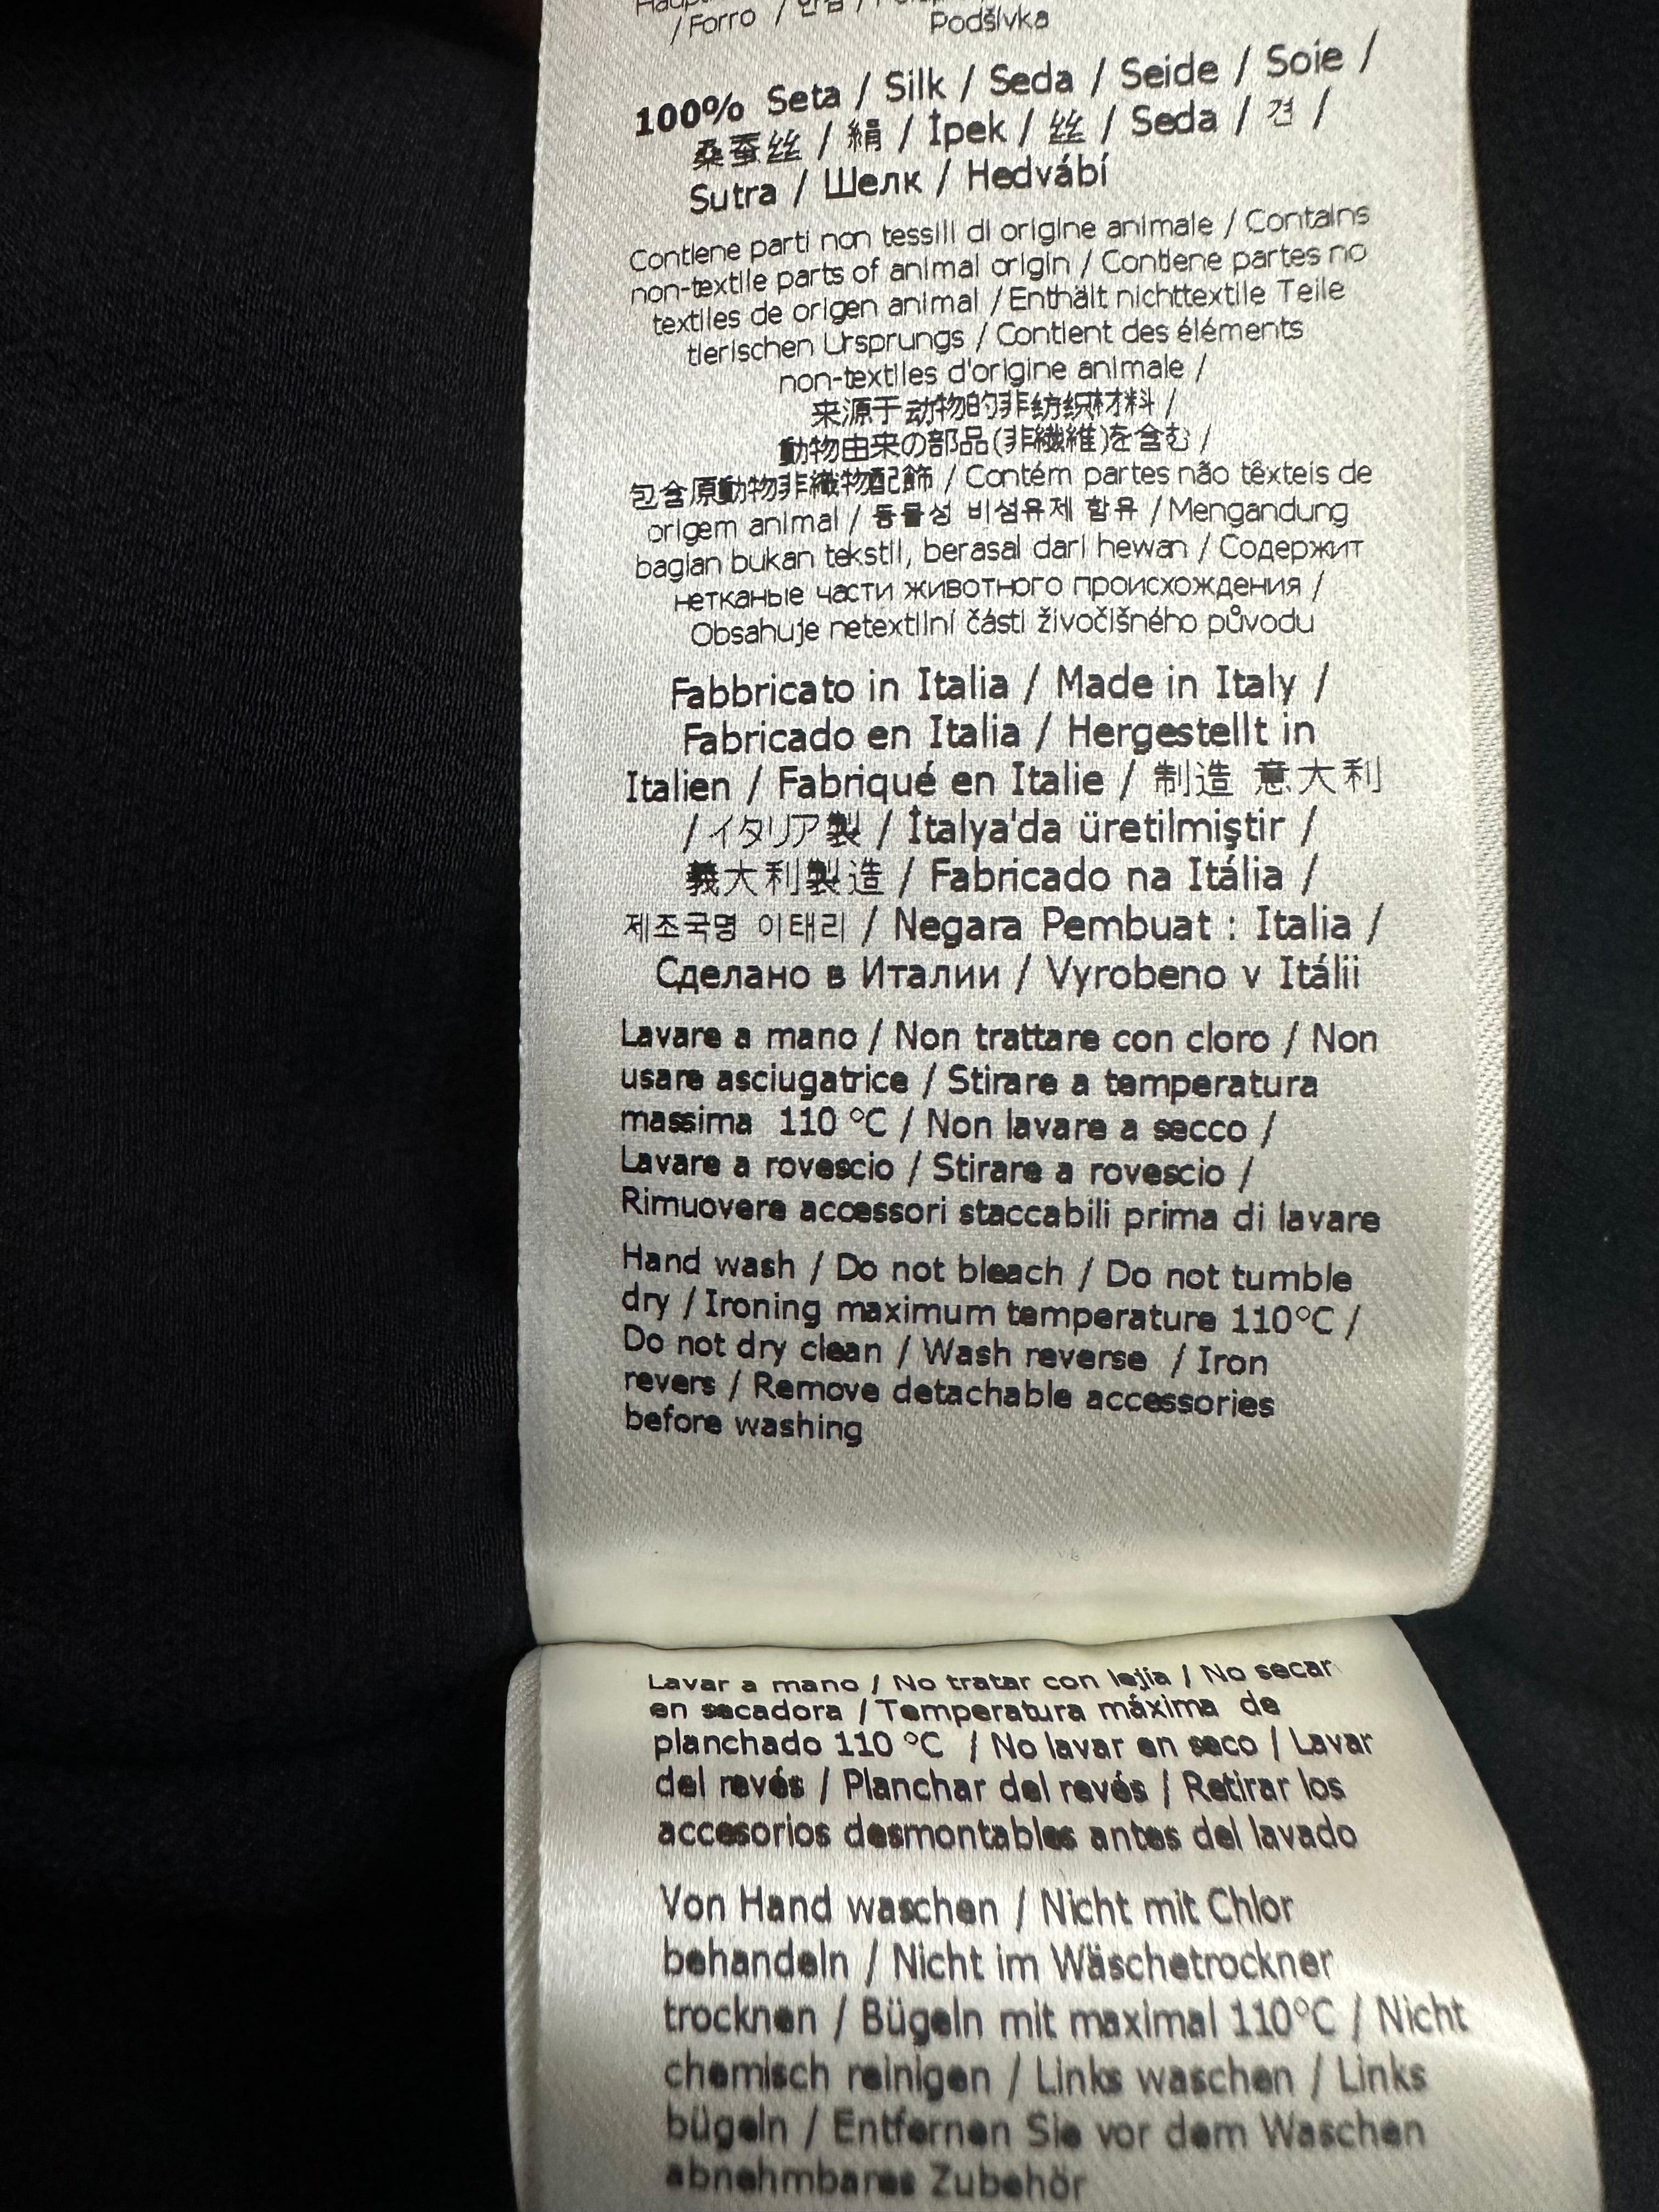 / Forro / 안감 /
Podšívka
100% Seta / Silk / Seda / Seide / Soie /
桑蚕丝 / 絹 / İpek / 丝 / Seda / 견 /
Sutra / Шелк / Hedvábí
Contiene parti non tessili di origine animale / Contains
non-textile parts of animal origin / Contiene partes no
textiles de origen animal / Enthält nichttextile Teile
tierischen Ursprungs / Contient des éléments
non-textiles d'origine animale /
来源于动物的非纺织材料 /
動物由来の部品(非繊維)を含む /
包含原動物非織物配飾 / Contém partes não têxteis de
origem animal / 동물성 비섬유제 함유 / Mengandung
bagian bukan tekstil, berasal dari hewan / Содержит
нетканые части животного происхождения /
Obsahuje netextilní části živočišného původu
Fabbricato in Italia / Made in Italy /
Fabricado en Italia / Hergestellt in
Italien / Fabriqué en Italie / 制造 意大利
/ イタリア製 / İtalya'da üretilmiştir /
義大利製造 / Fabricado na Itália /
제조국명 이태리 / Negara Pembuat : Italia /
Сделано в Италии / Vyrobeno v Itálii
Lavare a mano / Non trattare con cloro / Non
usare asciugatrice / Stirare a temperatura
massima 110 °C / Non lavare a secco /
Lavare a rovescio / Stirare a rovescio /
Rimuovere accessori staccabili prima di lavare
Hand wash / Do not bleach / Do not tumble
dry / Ironing maximum temperature 110°C /
Do not dry clean / Wash reverse / Iron
revers / Remove detachable accessories
before washing
Lavar a mano / No tratar con lejía / No secar
en secadora / Temperatura máxima de
planchado 110 °C / No lavar en seco / Lavar
del revés / Planchar del revés / Retirar los
accesorios desmontables antes del lavado
Von Hand waschen / Nicht mit Chlor
behandeln / Nicht im Wäschetrockner
trocknen / Bügeln mit maximal 110°C / Nicht
chemisch reinigen / Links waschen / Links
bügeln / Entfernen Sie vor dem Waschen
abnehmbares Zubehör